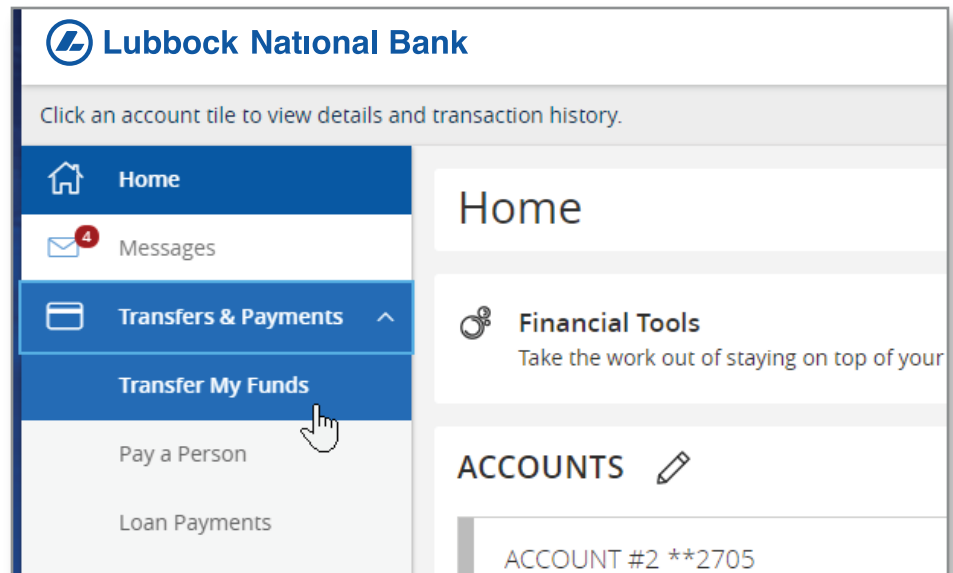 Lubbock National Bank
Click an account tile to view details and transaction history.
Home
4
Messages
Transfers & Payments
Transfer My Funds
Pay a Person
Loan Payments
Home
Financial Tools
Take the work out of staying on top of your
ACCOUNTS
ACCOUNT #2 **2705